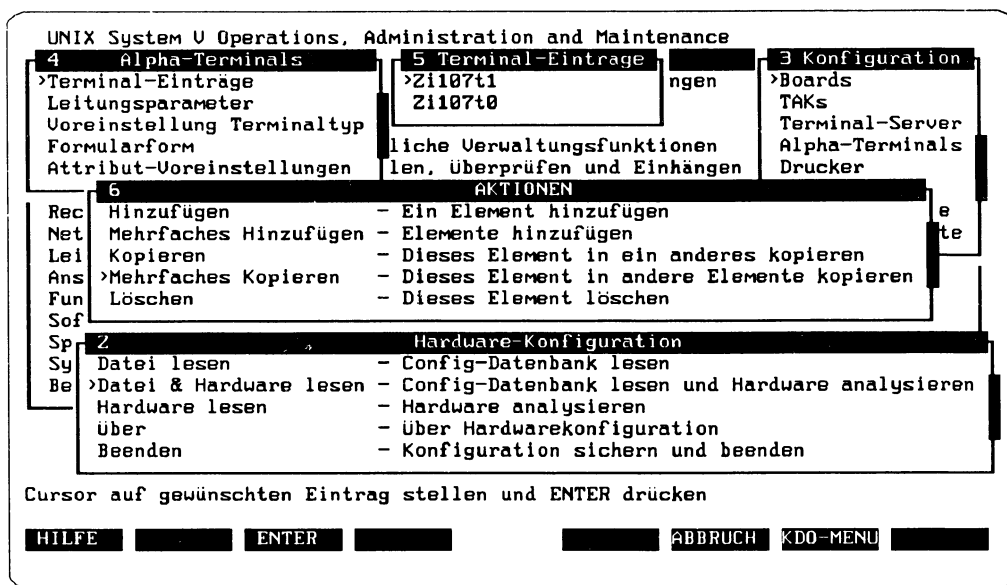 UNIX System V Operations, Administration and Maintenance
4 Alpha-Terminals
>Terminal-Einträge
Leitungsparameter
Voreinstellung Terminaltyp
Formularform
Attribut-Voreinstellungen
5 Terminal-Eintrage
>Zi107t1
Zi107t0
ngen
liche Verwaltungsfunktionen
len, Überprüfen und Einhängen
3 Konfiguration
>Boards
TAKs
Terminal-Server
Alpha-Terminals
Drucker
6 AKTIONEN
Hinzufügen - Ein Element hinzufügen
Mehrfaches Hinzufügen - Elemente hinzufügen
Kopieren - Dieses Element in ein anderes kopieren
>Mehrfaches Kopieren - Dieses Element in andere Elemente kopieren
Löschen - Dieses Element löschen
Rec
Net
Lei
Ans
Fun
Sof
Sp
Sy
Be
e
te
2 Hardware-Konfiguration
Datei lesen - Config-Datenbank lesen
>Datei & Hardware lesen - Config-Datenbank lesen und Hardware analysieren
Hardware lesen - Hardware analysieren
über - über Hardwarekonfiguration
Beenden - Konfiguration sichern und beenden
Cursor auf gewünschten Eintrag stellen und ENTER drücken
HILFE ENTER ABBRUCH KDO-MENU